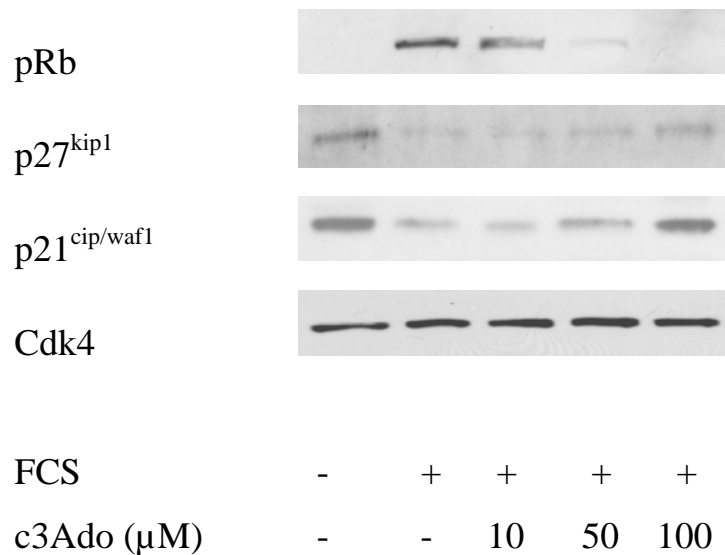 pRb
p27kip1
p21cip/waf1
Cdk4
FCS - + + + +
c3Ado (µM) - - 10 50 100